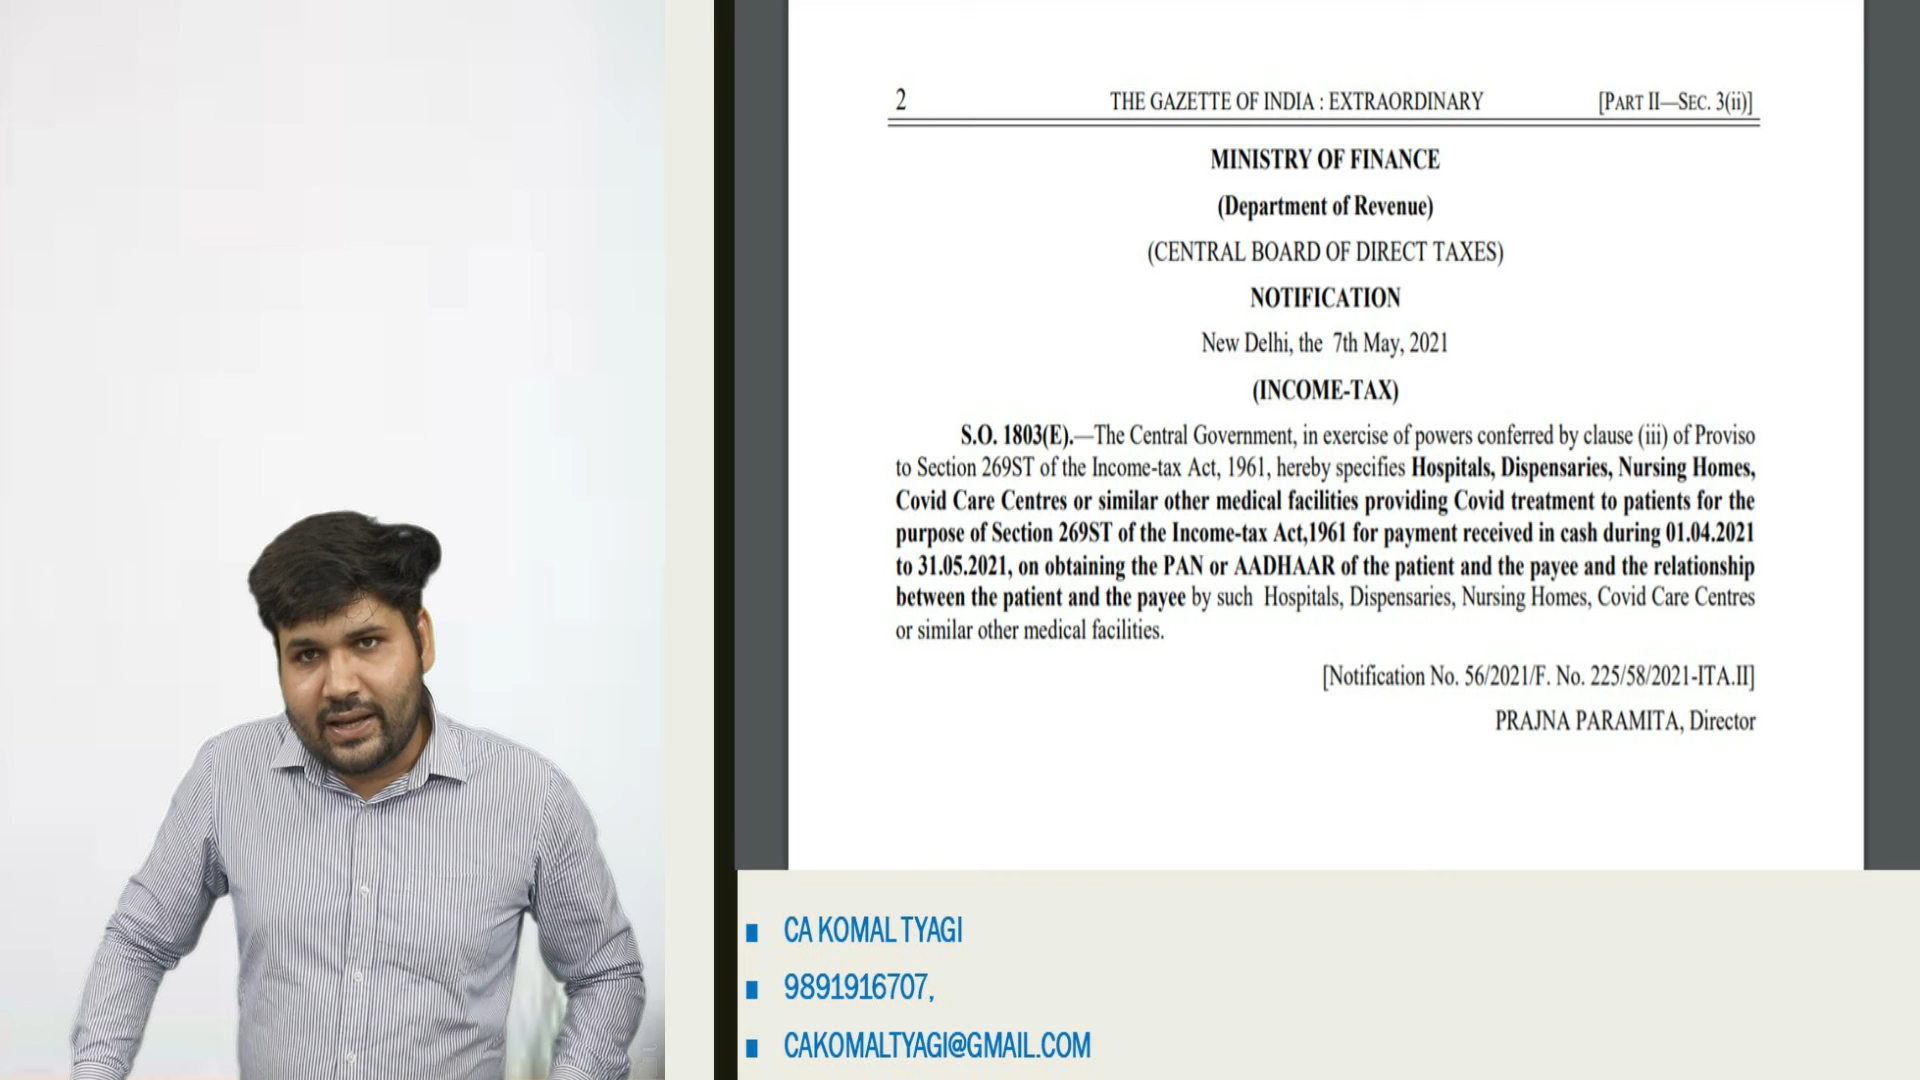 2 THE GAZETTE OF INDIA : EXTRAORDINARY [PART II—SEC. 3(ii)]
MINISTRY OF FINANCE
(Department of Revenue)
(CENTRAL BOARD OF DIRECT TAXES)
NOTIFICATION
New Delhi, the 7th May, 2021
(INCOME-TAX)
S.O. 1803(E).—The Central Government, in exercise of powers conferred by clause (iii) of Proviso
to Section 269ST of the Income-tax Act, 1961, hereby specifies Hospitals, Dispensaries, Nursing Homes,
Covid Care Centres or similar other medical facilities providing Covid treatment to patients for the
purpose of Section 269ST of the Income-tax Act,1961 for payment received in cash during 01.04.2021
to 31.05.2021, on obtaining the PAN or AADHAAR of the patient and the payee and the relationship
between the patient and the payee by such Hospitals, Dispensaries, Nursing Homes, Covid Care Centres
or similar other medical facilities.
[Notification No. 56/2021/F. No. 225/58/2021-ITA.II]
PRAJNA PARAMITA, Director
CA KOMAL TYAGI
9891916707,
CAKOMALTYAGI@GMAIL.COM